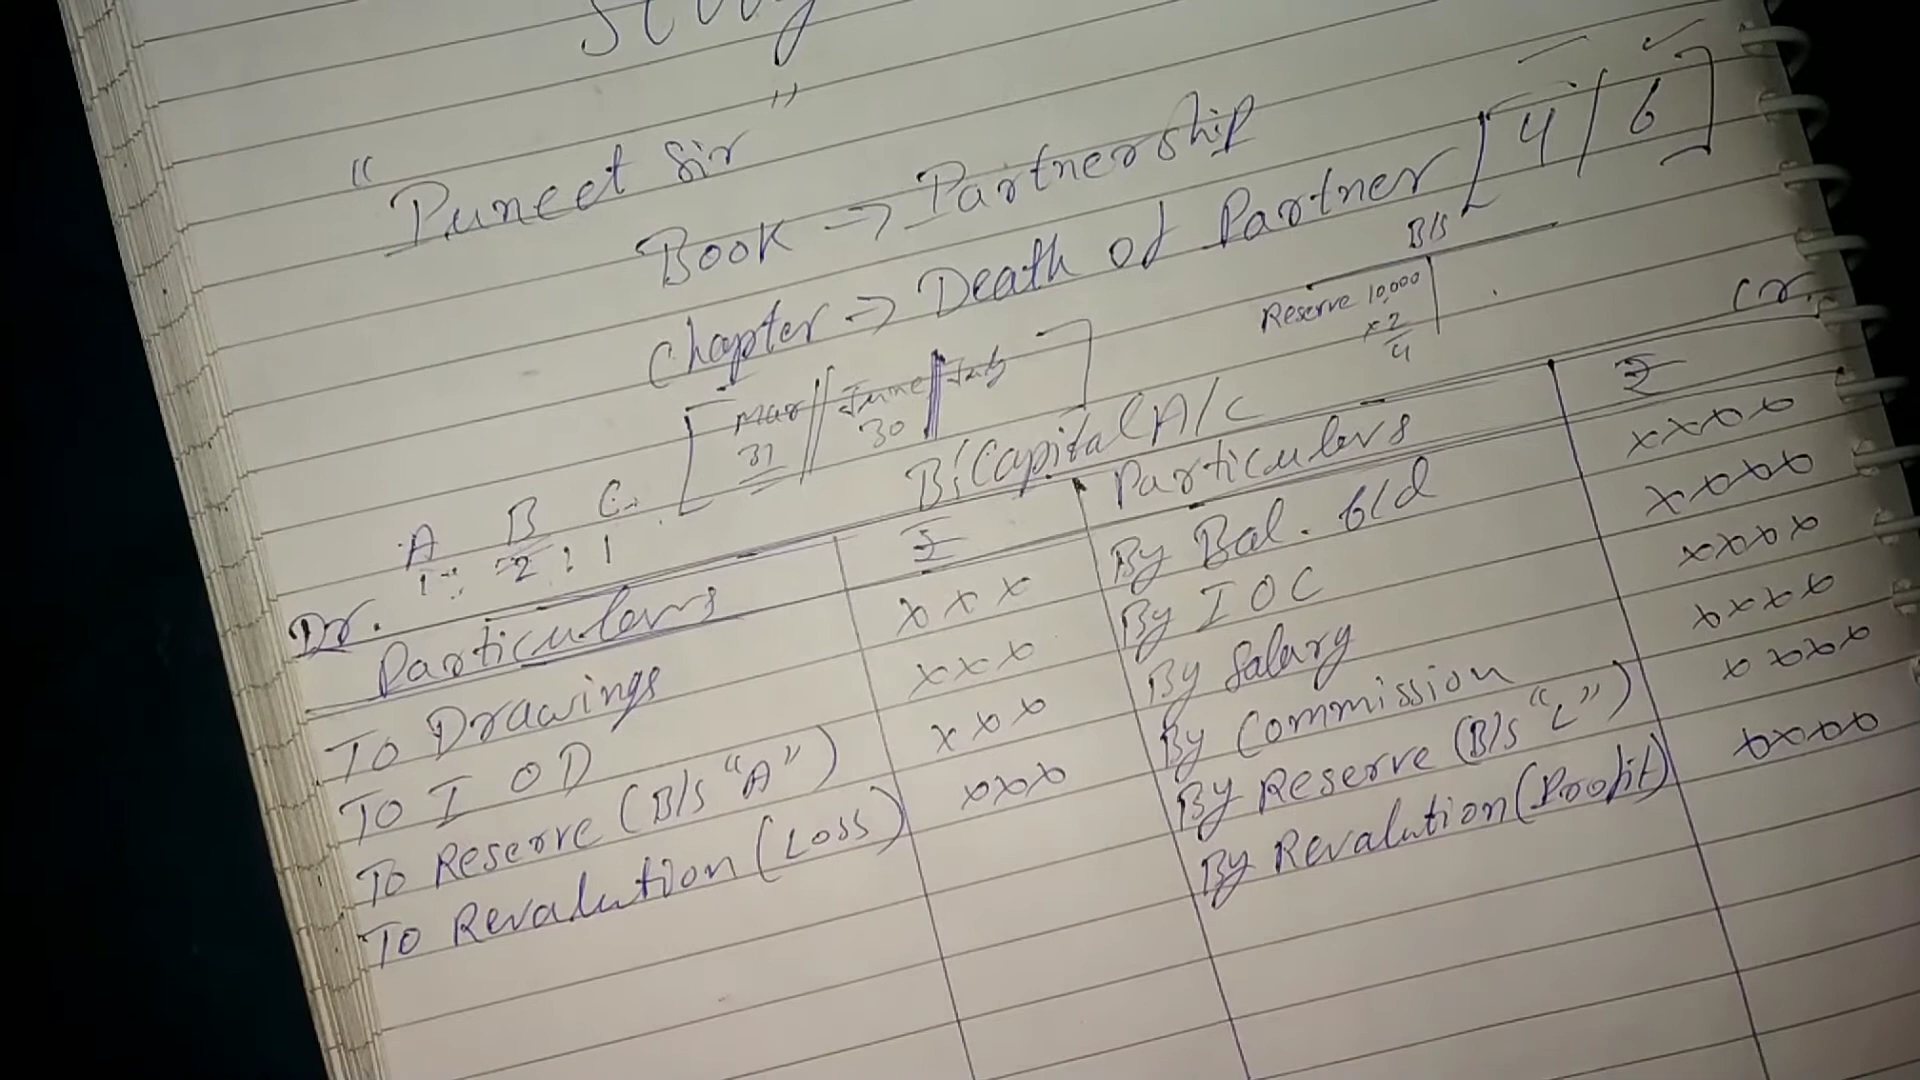 Study
" Puneet Sir "
Book → Partnership
Chapter → Death of Partner [4/6]
B/s
Reserve 10,000
×2
4
[Mar 31 // June 30 | July]
A B C
1 : 2 : 1
B's Capital A/c
Dr. Cr.
Particulars ₹ Particulars ₹
To Drawings xxx By Bal. b/d xxxx
To I O D xxx By I O C xxxx
To Reserve (B/s "A") xxx By Salary xxxx
To Revalution (Loss) xxx By Commission xxxx
By Reserve (B/s "L") xxxx
By Revalution (Profit) xxxx